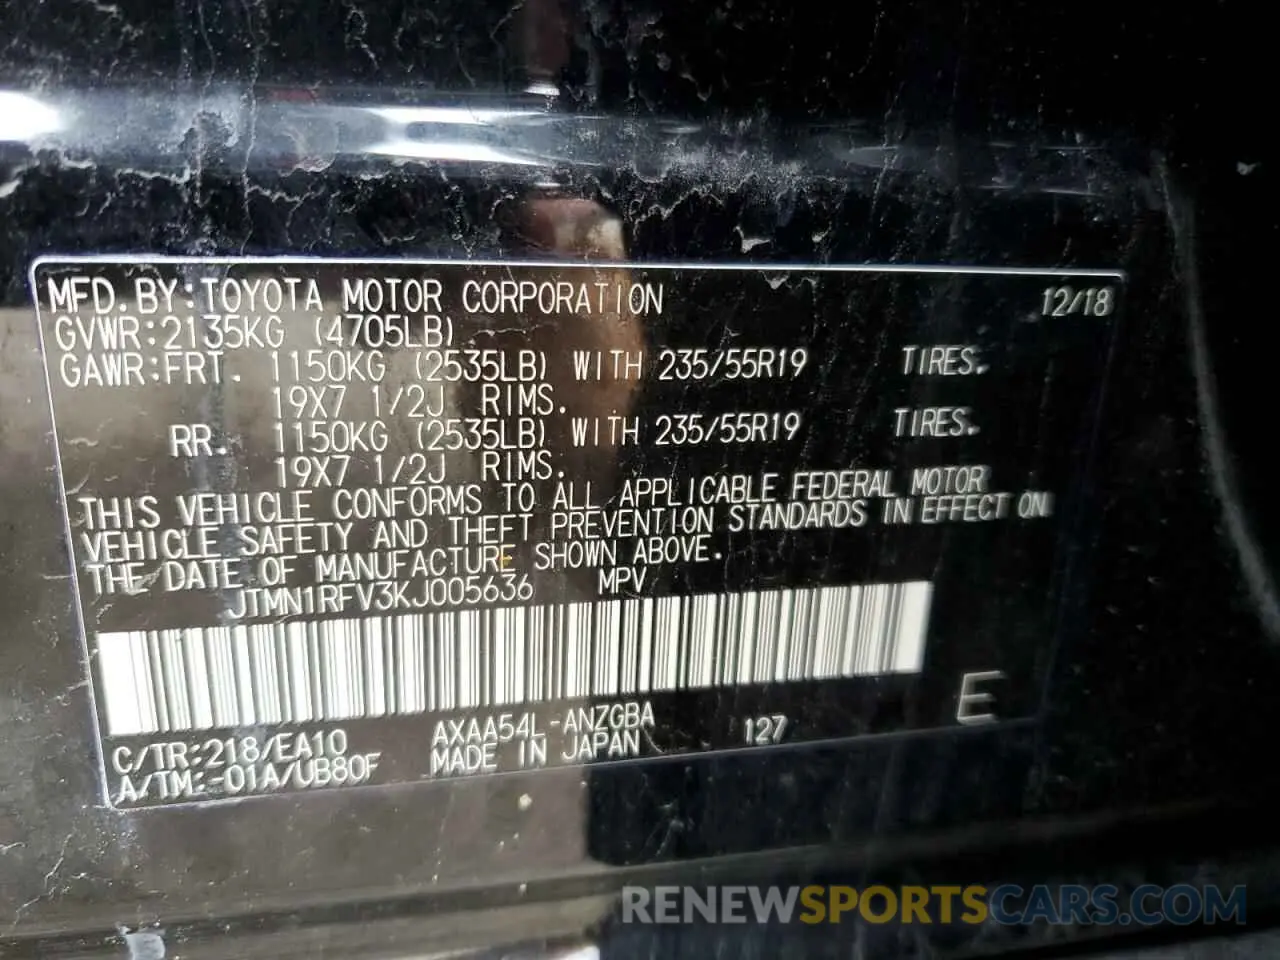 MFD.BY:TOYOTA MOTOR CORPORATION 12/18
GVWR:2135KG (4705LB)
GAWR:FRT. 1150KG (2535LB) WITH 235/55R19 TIRES.
19X7 1/2J RIMS.
RR. 1150KG (2535LB) WITH 235/55R19 TIRES.
19X7 1/2J RIMS.
THIS VEHICLE CONFORMS TO ALL APPLICABLE FEDERAL MOTOR
VEHICLE SAFETY AND THEFT PREVENTION STANDARDS IN EFFECT ON
THE DATE OF MANUFACTURE SHOWN ABOVE.
JTMN1RFV3KJ005636 MPV
E
C/TR:218/EA10 AXAA54L-ANZGBA 127
A/TM:-01A/UB80F MADE IN JAPAN
RENEWSPORTSCARS.COM